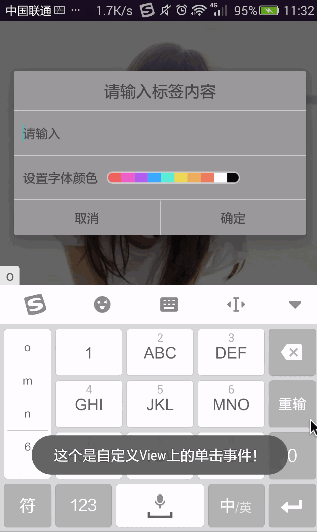 中国联通 ... 1.7K/s 4G 95% 11:32
请输入标签内容
请输入
设置字体颜色
取消 确定
o
S
o 1 2 ABC 3 DEF
m
n 4 GHI 5 JKL 6 MNO 重输
6 0
这个是自定义View上的单击事件！
符 123 中/英